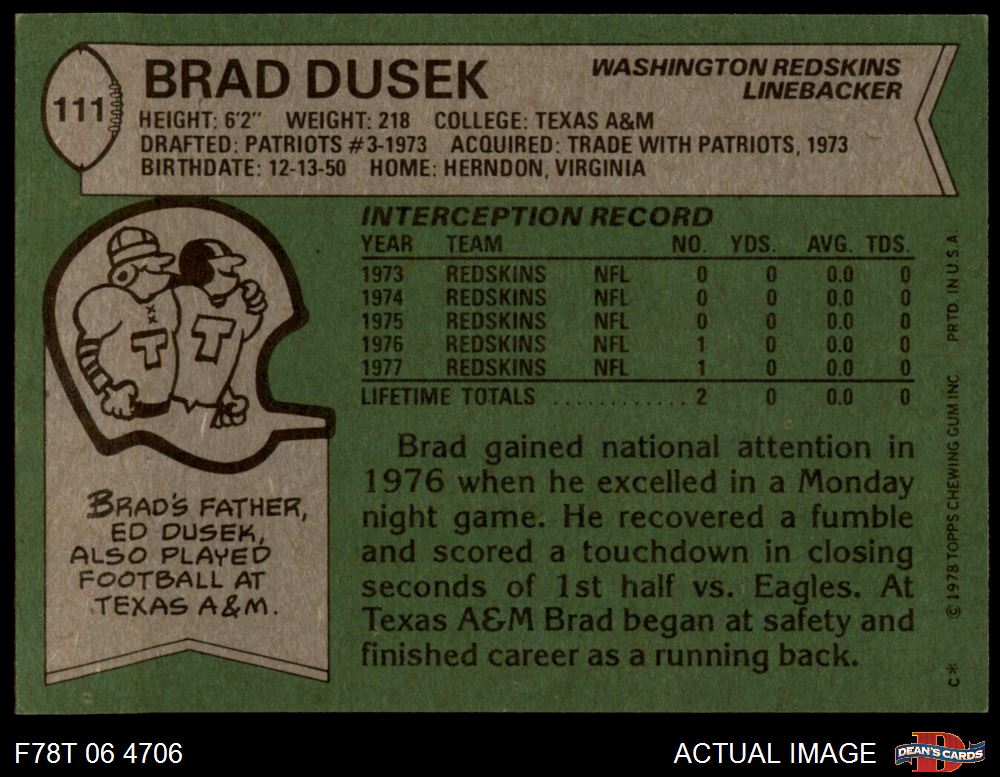 111
BRAD DUSEK
WASHINGTON REDSKINS
LINEBACKER
HEIGHT: 6'2" WEIGHT: 218 COLLEGE: TEXAS A&M
DRAFTED: PATRIOTS #3-1973 ACQUIRED: TRADE WITH PATRIOTS, 1973
BIRTHDATE: 12-13-50 HOME: HERNDON, VIRGINIA
T T
BRAD'S FATHER,
ED DUSEK,
ALSO PLAYED
FOOTBALL AT
TEXAS A&M.
INTERCEPTION RECORD
YEAR TEAM NO. YDS. AVG. TDS.
1973 REDSKINS NFL 0 0 0.0 0
1974 REDSKINS NFL 0 0 0.0 0
1975 REDSKINS NFL 0 0 0.0 0
1976 REDSKINS NFL 1 0 0.0 0
1977 REDSKINS NFL 1 0 0.0 0
LIFETIME TOTALS ............ 2 0 0.0 0
Brad gained national attention in
1976 when he excelled in a Monday
night game. He recovered a fumble
and scored a touchdown in closing
seconds of 1st half vs. Eagles. At
Texas A&M Brad began at safety and
finished career as a running back.
C* © 1978 TOPPS CHEWING GUM INC. PRTD. IN U.S.A
F78T 06 4706
ACTUAL IMAGE
D
DEAN'S CARDS